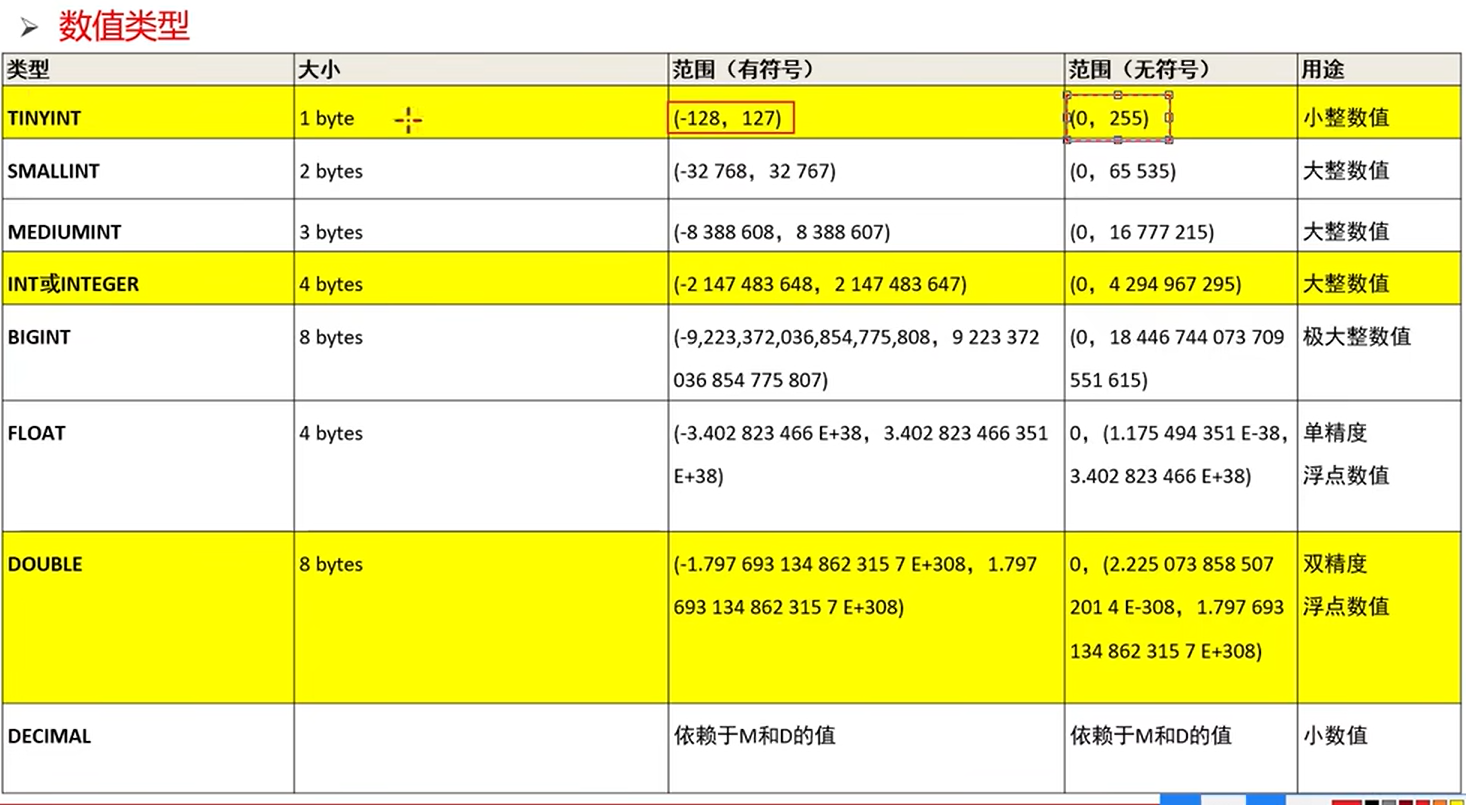 数值类型
类型 大小 范围（有符号） 范围（无符号） 用途
TINYINT 1 byte (-128，127) (0，255) 小整数值
SMALLINT 2 bytes (-32 768，32 767) (0，65 535) 大整数值
MEDIUMINT 3 bytes (-8 388 608，8 388 607) (0，16 777 215) 大整数值
INT或INTEGER 4 bytes (-2 147 483 648，2 147 483 647) (0，4 294 967 295) 大整数值
BIGINT 8 bytes (-9,223,372,036,854,775,808，9 223 372 (0，18 446 744 073 709 极大整数值
036 854 775 807) 551 615)
FLOAT 4 bytes (-3.402 823 466 E+38，3.402 823 466 351 0，(1.175 494 351 E-38， 单精度
E+38) 3.402 823 466 E+38) 浮点数值
DOUBLE 8 bytes (-1.797 693 134 862 315 7 E+308，1.797 0，(2.225 073 858 507 双精度
693 134 862 315 7 E+308) 201 4 E-308，1.797 693 浮点数值
134 862 315 7 E+308)
DECIMAL 依赖于M和D的值 依赖于M和D的值 小数值